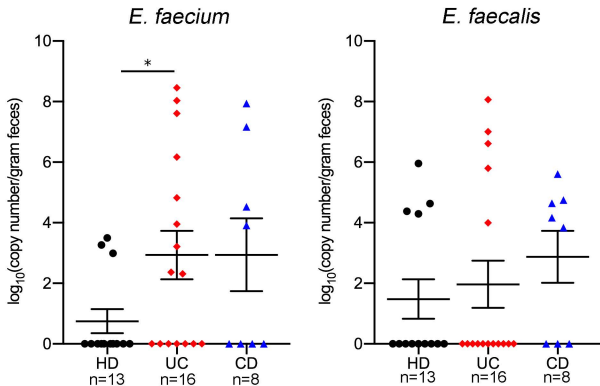 E. faecium
log10(copy number/gram feces)
10
8
6
4
2
0
*
HD UC CD
n=13 n=16 n=8
E. faecalis
log10(copy number/gram feces)
10
8
6
4
2
0
HD UC CD
n=13 n=16 n=8